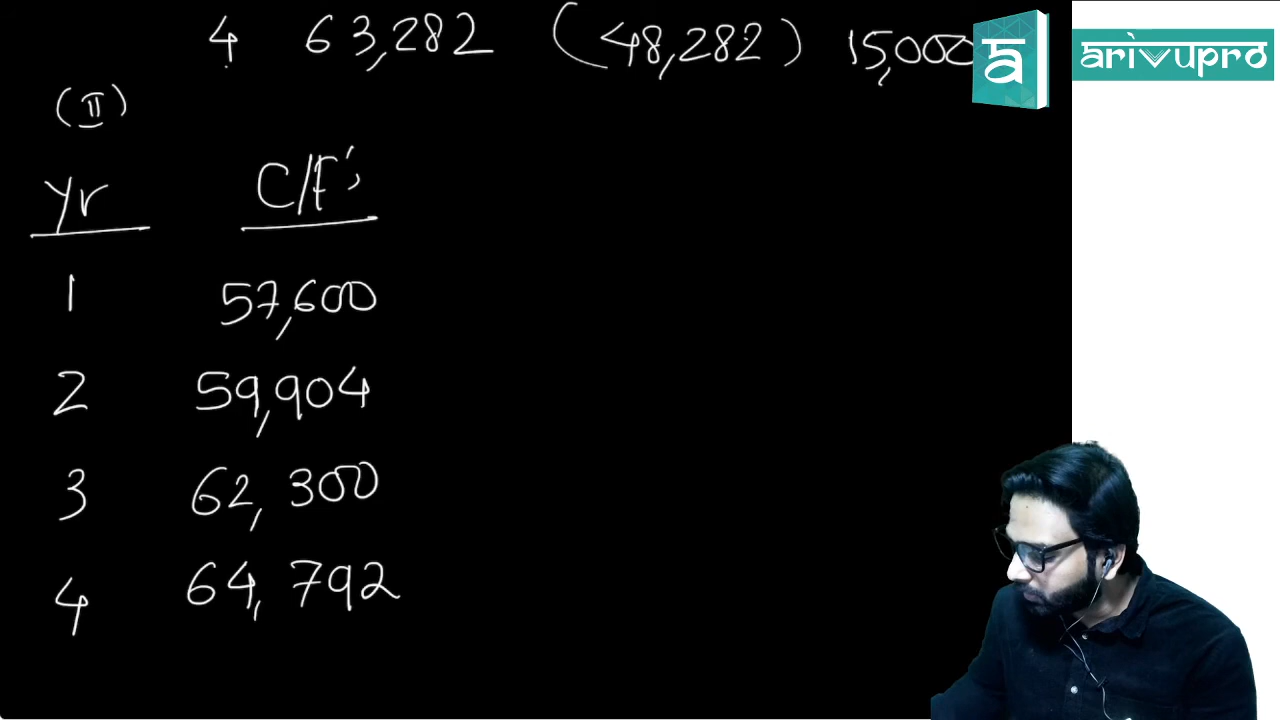 4 63,282 (48,282) 15,000
arivupro
(II)
Yr C/F's
1 57,600
2 59,904
3 62,300
4 64,792